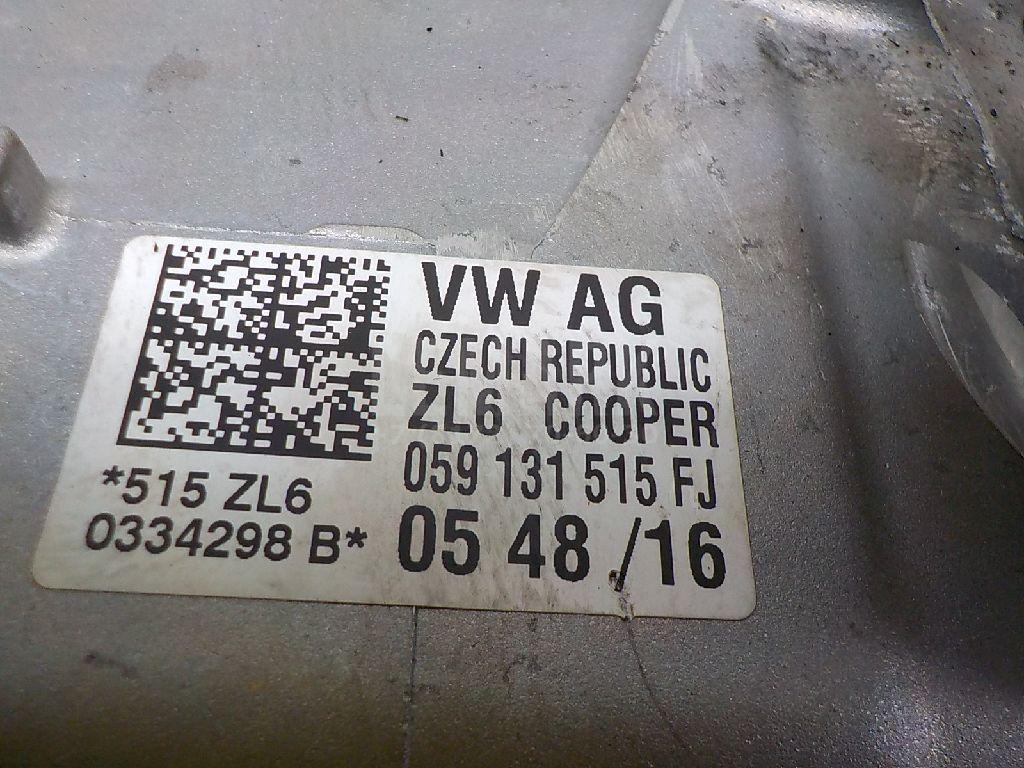 VW AG
CZECH REPUBLIC
ZL6 COOPER
059 131 515 FJ
05 48 /16
*515 ZL6
0334298 B*